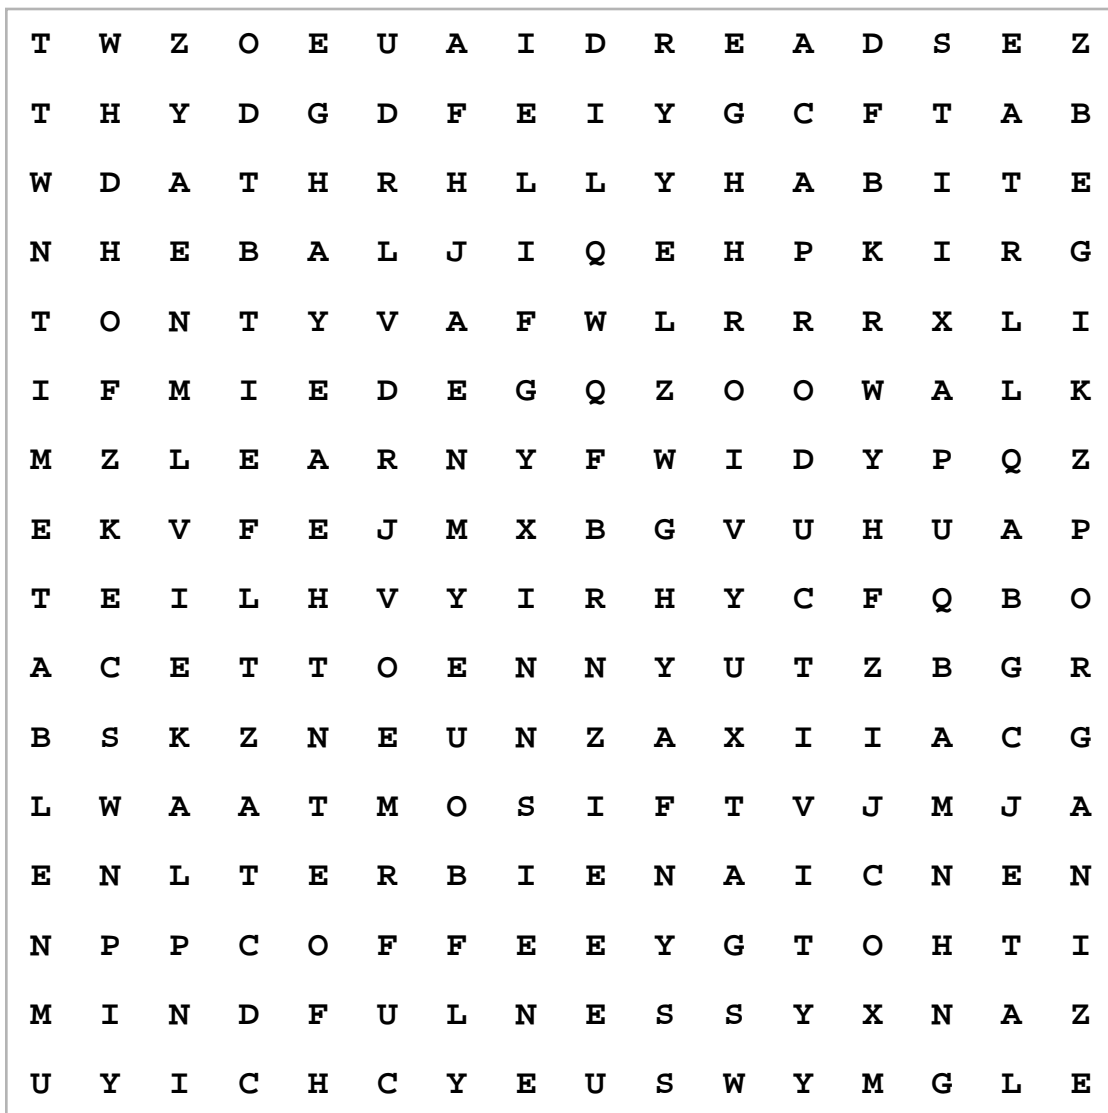 T W Z O E U A I D R E A D S E Z
T H Y D G D F E I Y G C F T A B
W D A T H R H L L Y H A B I T E
N H E B A L J I Q E H P K I R G
T O N T Y V A F W L R R R X L I
I F M I E D E G Q Z O O W A L K
M Z L E A R N Y F W I D Y P Q Z
E K V F E J M X B G V U H U A P
T E I L H V Y I R H Y C F Q B O
A C E T T O E N N Y U T Z B G R
B S K Z N E U N Z A X I I A C G
L W A A T M O S I F T V J M J A
E N L T E R B I E N A I C N E N
N P P C O F F E E Y G T O H T I
M I N D F U L N E S S Y X N A Z
U Y I C H C Y E U S W Y M G L E